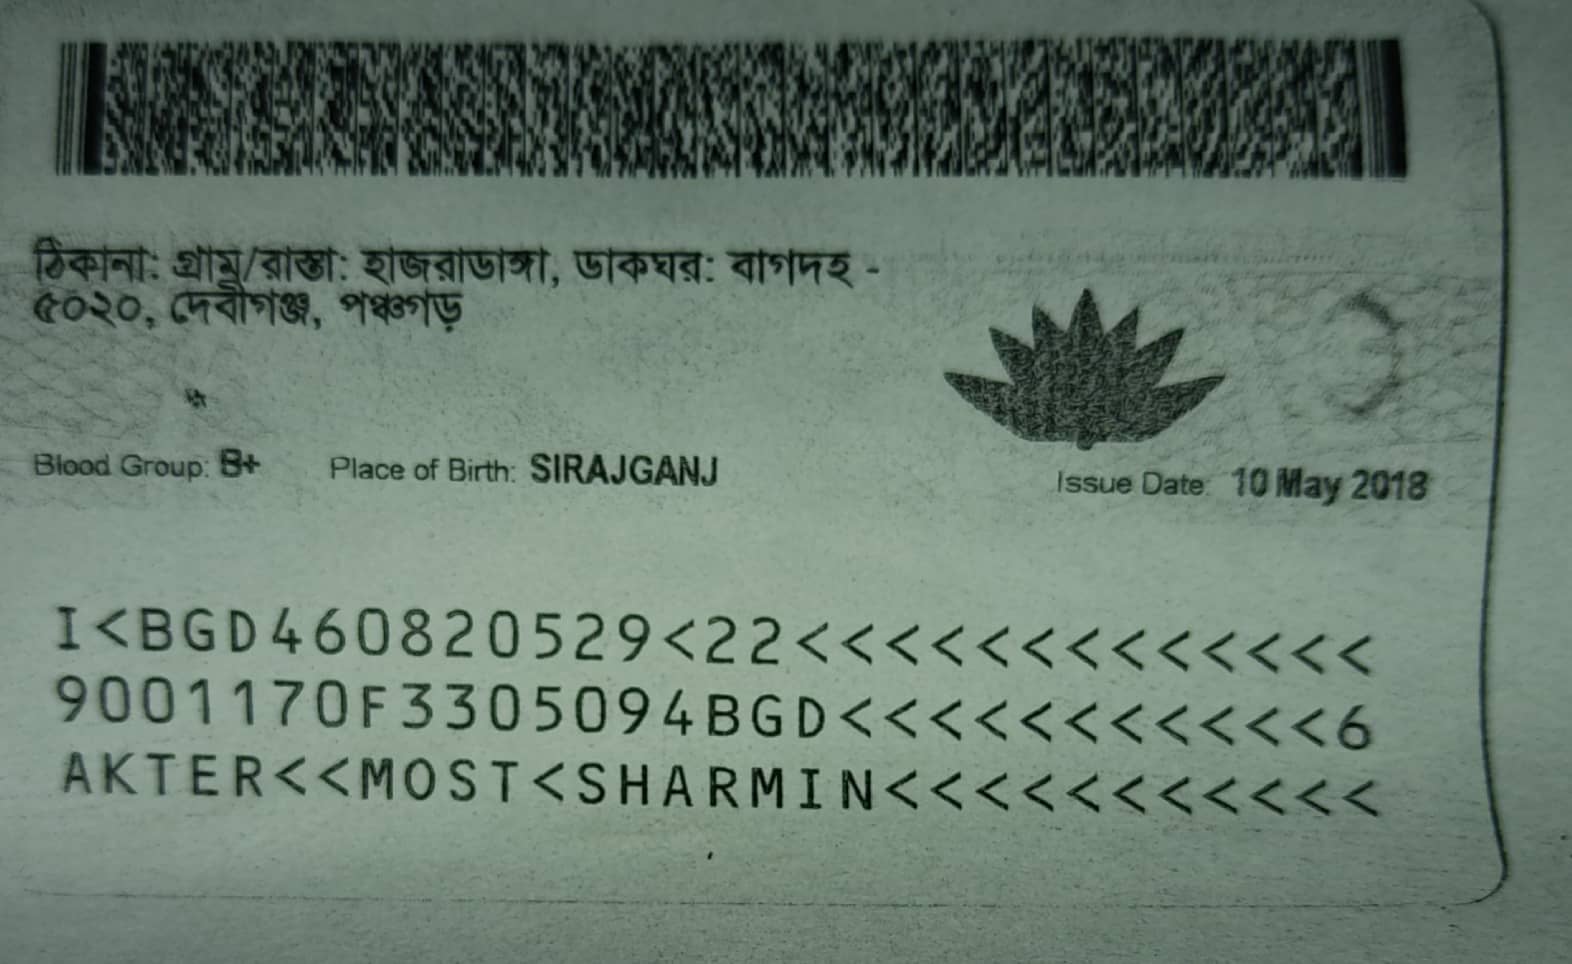 ঠিকানা: গ্রাম/রাস্তা: হাজরাডাঙ্গা, ডাকঘর: বাগদহ -
৫০২০, দেবীগঞ্জ, পঞ্চগড়
Blood Group: B+ Place of Birth: SIRAJGANJ Issue Date: 10 May 2018
I<BGD460820529<22<<<<<<<<<<<<<
9001170F3305094BGD<<<<<<<<<<<6
AKTER<<MOST<SHARMIN<<<<<<<<<<<